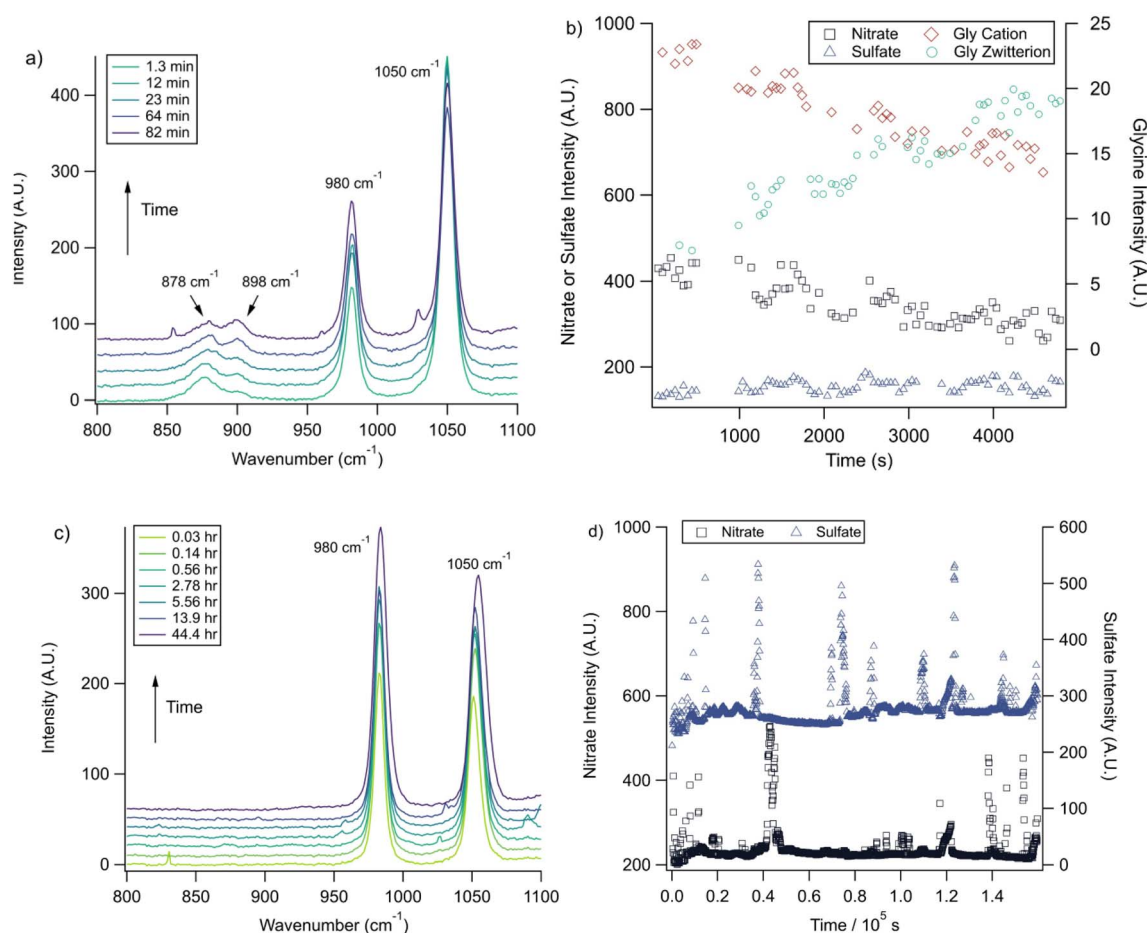 a)
1.3 min
12 min
23 min
64 min
82 min
1050 cm⁻¹
980 cm⁻¹
878 cm⁻¹
898 cm⁻¹
Time
Intensity (A.U.)
400
300
200
100
0
800 850 900 950 1000 1050 1100
Wavenumber (cm⁻¹)
b)
Nitrate Gly Cation
Sulfate Gly Zwitterion
Nitrate or Sulfate Intensity (A.U.)
1000
800
600
400
200
Glycine Intensity (A.U.)
25
20
15
10
5
0
1000 2000 3000 4000
Time (s)
c)
0.03 hr
0.14 hr
0.56 hr
2.78 hr
5.56 hr
13.9 hr
44.4 hr
980 cm⁻¹
1050 cm⁻¹
Time
Intensity (A.U.)
300
200
100
0
800 850 900 950 1000 1050 1100
Wavenumber (cm⁻¹)
d)
Nitrate Sulfate
Nitrate Intensity (A.U.)
1000
800
600
400
200
Sulfate Intensity (A.U.)
600
500
400
300
200
100
0
0.0 0.2 0.4 0.6 0.8 1.0 1.2 1.4
Time / 10⁵ s